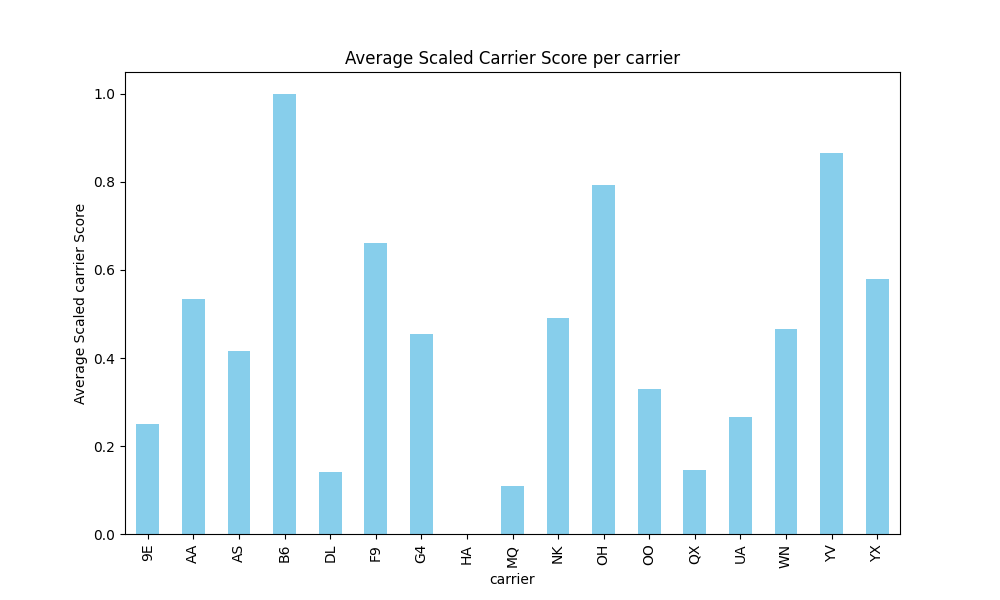 Average Scaled Carrier Score per carrier
Average Scaled carrier Score
1.0
0.8
0.6
0.4
0.2
0.0
9E AA AS B6 DL F9 G4 HA MQ NK OH OO QX UA WN YV YX
carrier